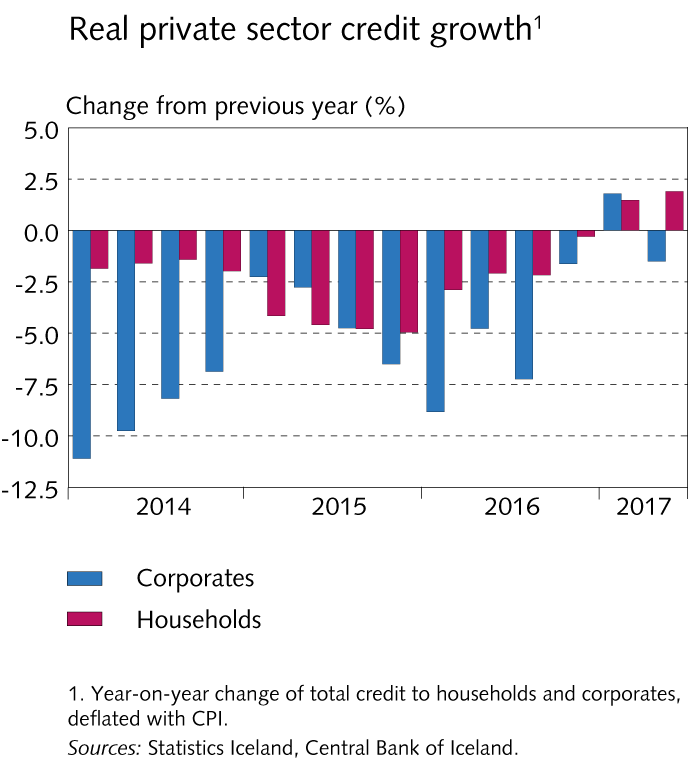 Real private sector credit growth¹
Change from previous year (%)
5.0
2.5
0.0
-2.5
-5.0
-7.5
-10.0
-12.5
2014 2015 2016 2017
Corporates
Households
1. Year-on-year change of total credit to households and corporates,
deflated with CPI.
Sources: Statistics Iceland, Central Bank of Iceland.